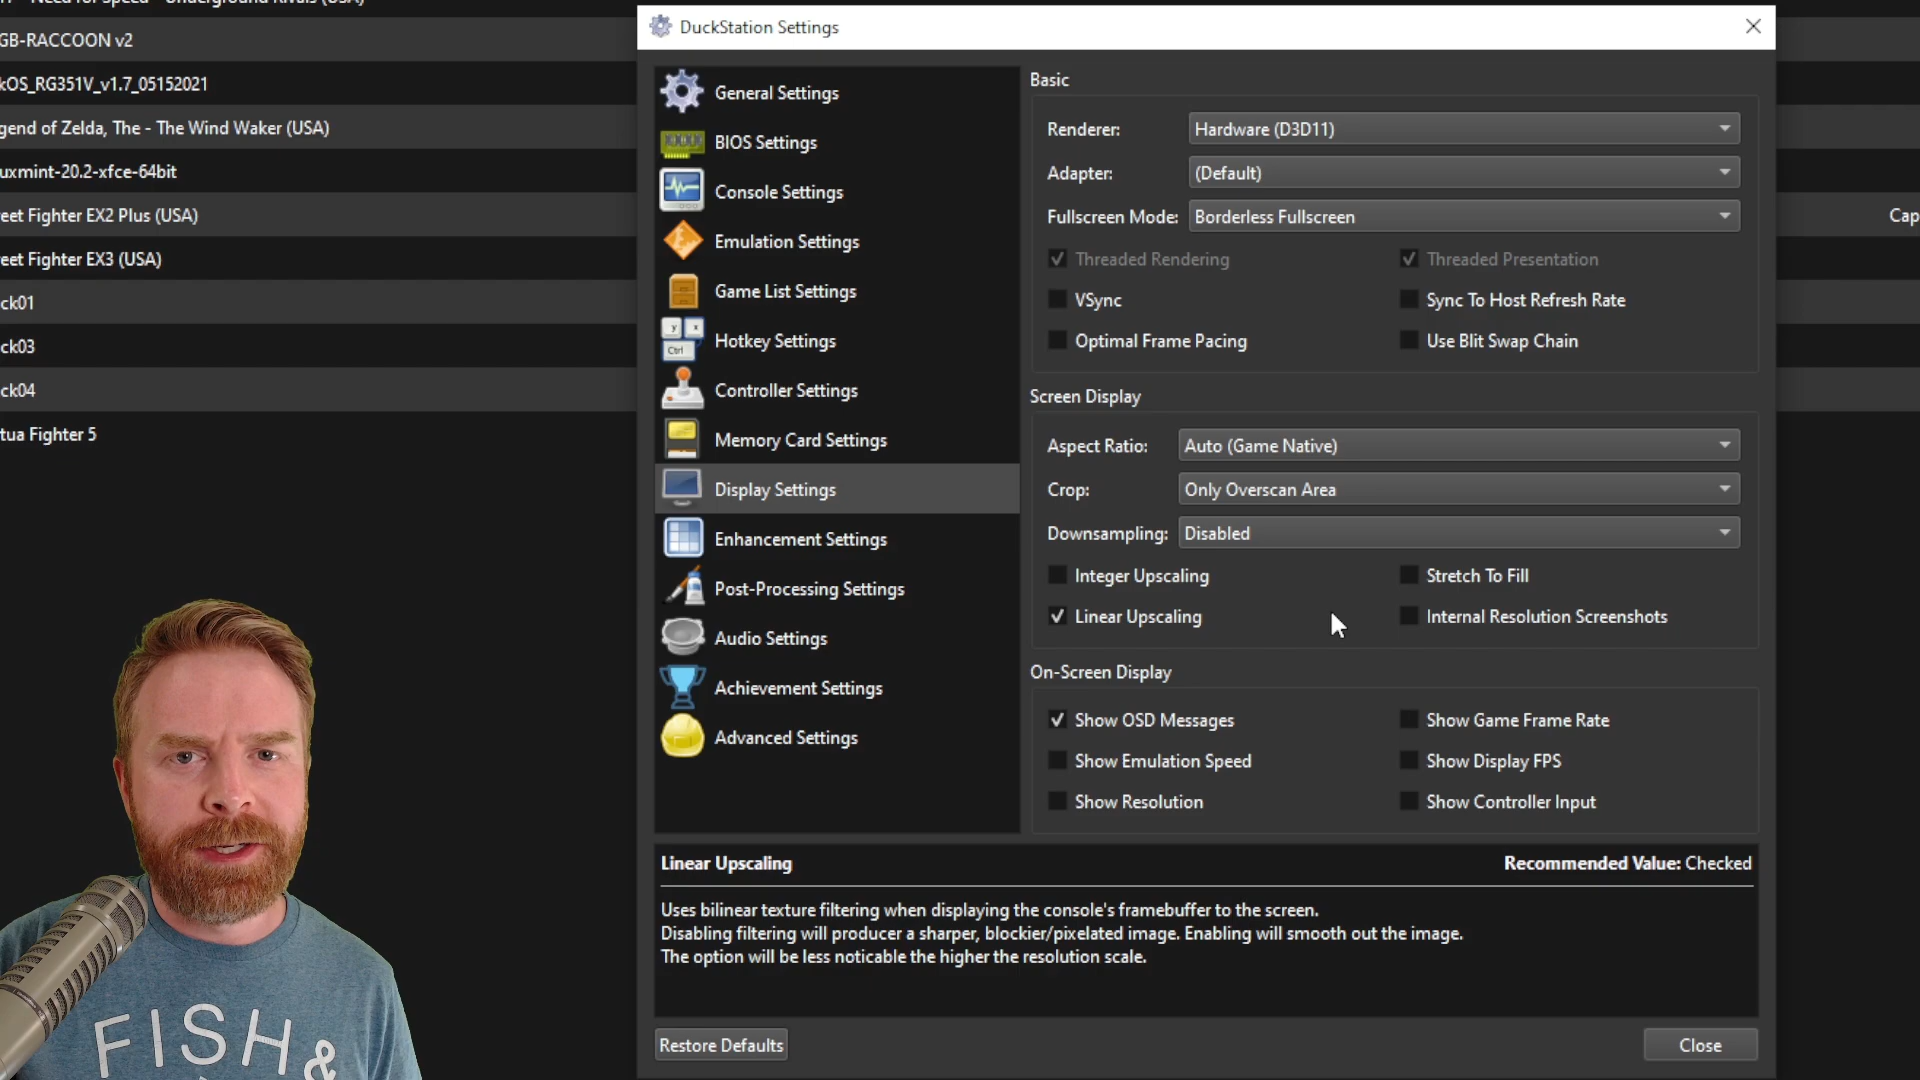 Need for Speed - Underground Rivals (USA)
GB-RACCOON v2
kOS_RG351V_v1.7_05152021
gend of Zelda, The - The Wind Waker (USA)
uxmint-20.2-xfce-64bit
eet Fighter EX2 Plus (USA)
Cap
eet Fighter EX3 (USA)
ck01
ck03
ck04
tua Fighter 5
DuckStation Settings
General Settings
BIOS Settings
Console Settings
Emulation Settings
Game List Settings
y x
Ctrl
Hotkey Settings
Controller Settings
Memory Card Settings
Display Settings
Enhancement Settings
Post-Processing Settings
Audio Settings
Achievement Settings
Advanced Settings
Basic
Renderer: Hardware (D3D11)
Adapter: (Default)
Fullscreen Mode: Borderless Fullscreen
Threaded Rendering Threaded Presentation
VSync Sync To Host Refresh Rate
Optimal Frame Pacing Use Blit Swap Chain
Screen Display
Aspect Ratio: Auto (Game Native)
Crop: Only Overscan Area
Downsampling: Disabled
Integer Upscaling Stretch To Fill
Linear Upscaling Internal Resolution Screenshots
On-Screen Display
Show OSD Messages Show Game Frame Rate
Show Emulation Speed Show Display FPS
Show Resolution Show Controller Input
Linear Upscaling Recommended Value: Checked
Uses bilinear texture filtering when displaying the console's framebuffer to the screen.
Disabling filtering will producer a sharper, blockier/pixelated image. Enabling will smooth out the image.
The option will be less noticable the higher the resolution scale.
Restore Defaults Close
FISH &